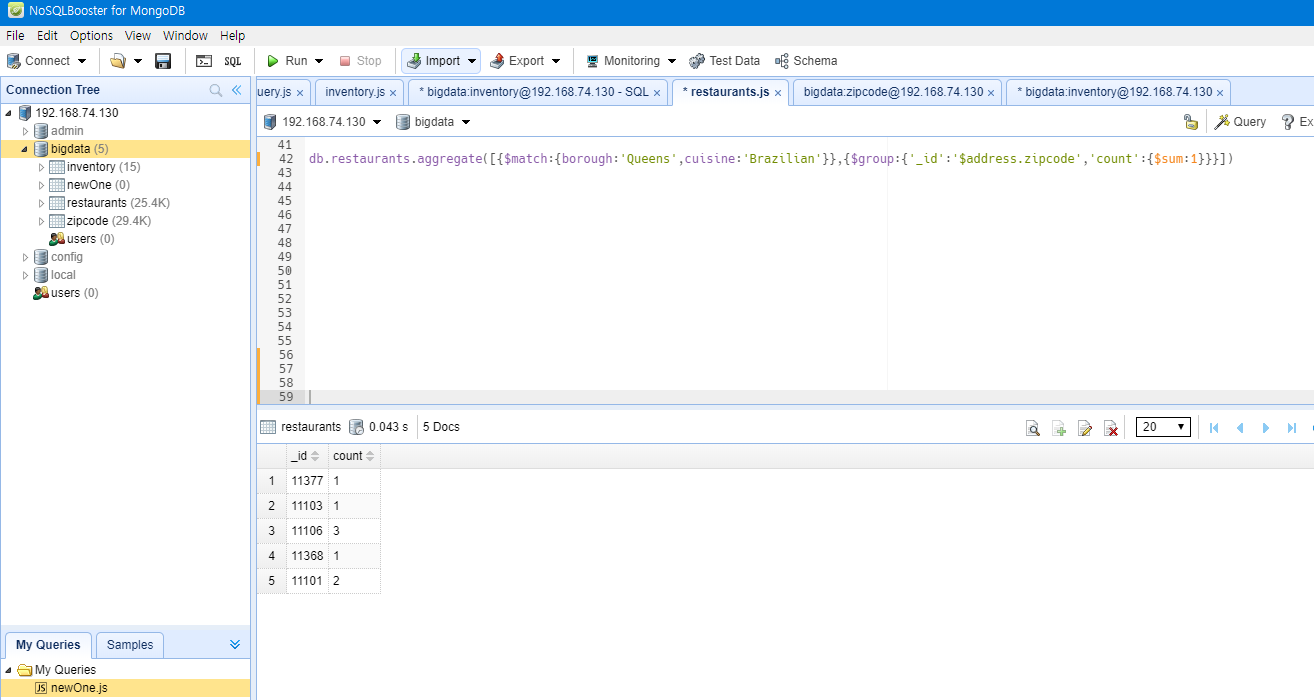 NoSQLBooster for MongoDB
File Edit Options View Window Help
Connect SQL Run Stop Import Export Monitoring Test Data Schema
Connection Tree
uery.js × inventory.js × * bigdata:inventory@192.168.74.130 - SQL × * restaurants.js × bigdata:zipcode@192.168.74.130 × * bigdata:inventory@192.168.74.130 ×
192.168.74.130 bigdata Query Ex
192.168.74.130
admin
bigdata (5)
inventory (15)
newOne (0)
restaurants (25.4K)
zipcode (29.4K)
users (0)
config
local
users (0)
41
42 db.restaurants.aggregate([{$match:{borough:'Queens',cuisine:'Brazilian'}},{$group:{'_id':'$address.zipcode','count':{$sum:1}}}])
43
44
45
46
47
48
49
50
51
52
53
54
55
56
57
58
59
restaurants 0.043 s 5 Docs 20
_id count
1 11377 1
2 11103 1
3 11106 3
4 11368 1
5 11101 2
My Queries Samples
My Queries
JS newOne.js